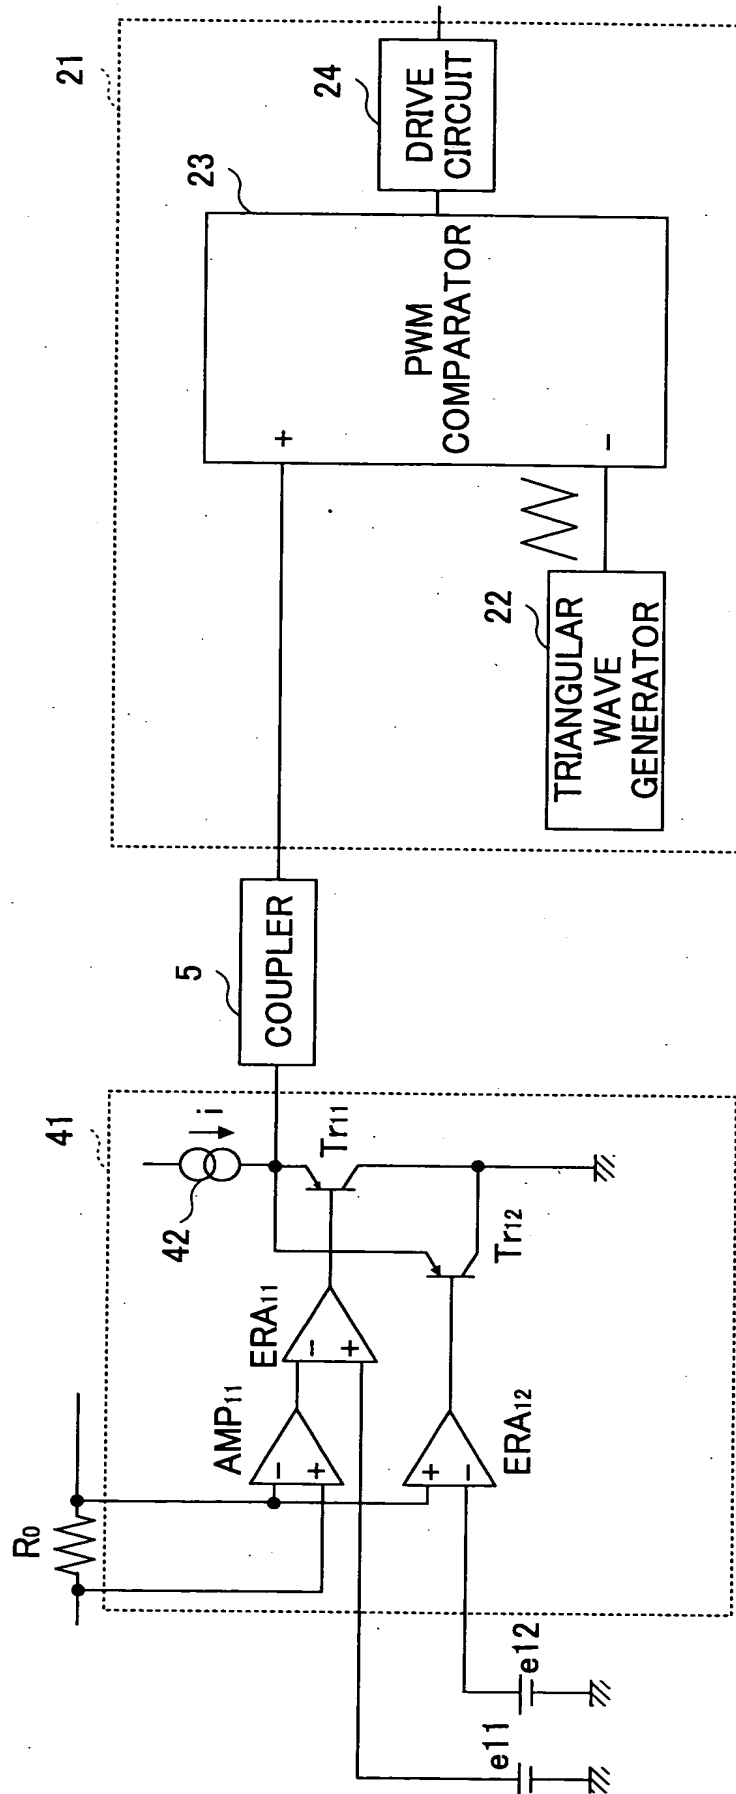 R0
41
42
i
AMP11
ERA11
Tr11
-
+
-
+
+
-
ERA12
Tr12
e11
e12
5
COUPLER
21
23
+
-
PWM
COMPARATOR
24
DRIVE
CIRCUIT
22
TRIANGULAR
WAVE
GENERATOR